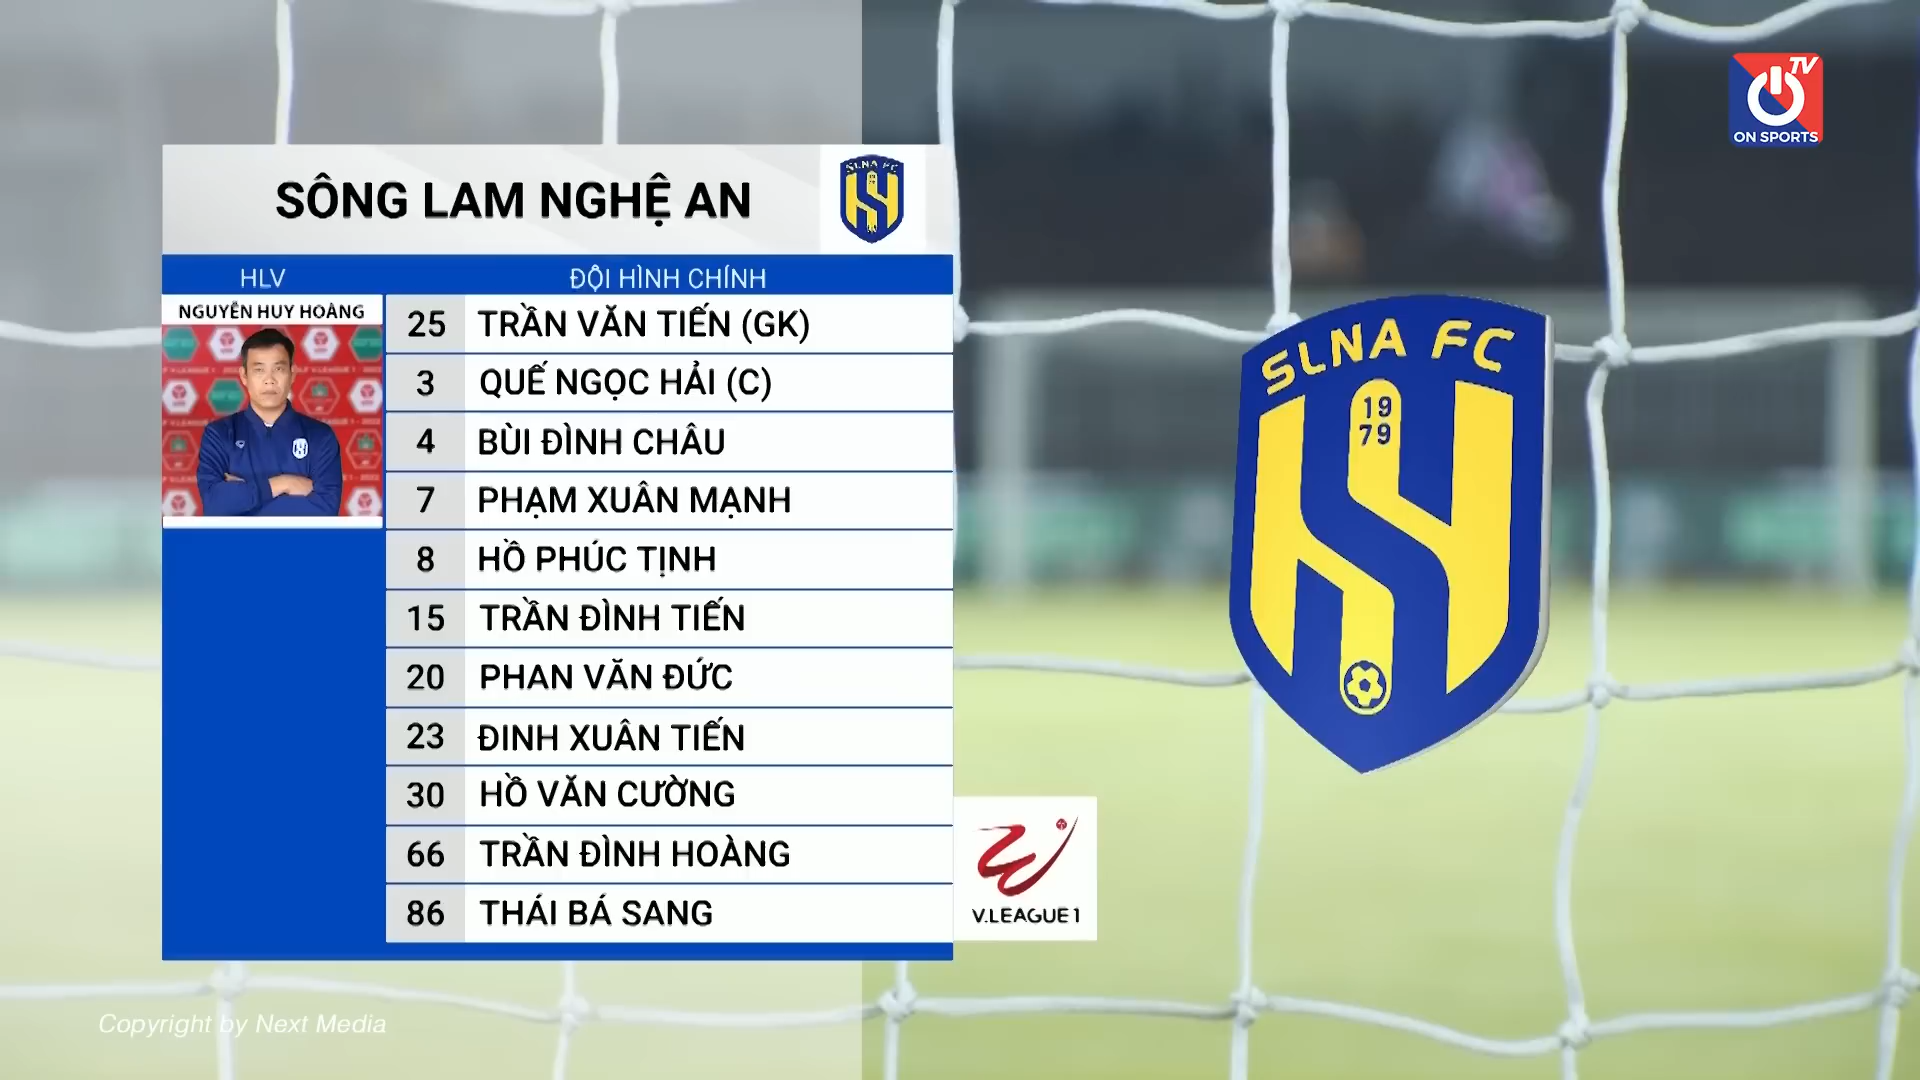 TV
ON SPORTS
SÔNG LAM NGHỆ AN
SLNA FC
HLV
ĐỘI HÌNH CHÍNH
NGUYỄN HUY HOÀNG
25 TRẦN VĂN TIẾN (GK)
3 QUẾ NGỌC HẢI (C)
4 BÙI ĐÌNH CHÂU
7 PHẠM XUÂN MẠNH
8 HỒ PHÚC TỊNH
15 TRẦN ĐÌNH TIẾN
20 PHAN VĂN ĐỨC
23 ĐINH XUÂN TIẾN
30 HỒ VĂN CƯỜNG
66 TRẦN ĐÌNH HOÀNG
86 THÁI BÁ SANG
SLNA FC
19
79
V.LEAGUE 1
Copyright by Next Media